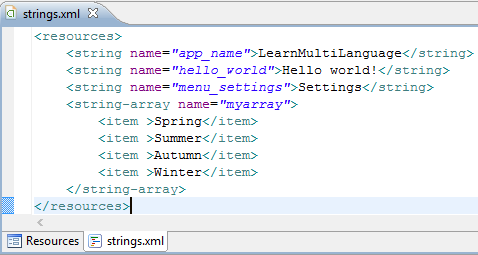 strings.xml
<resources>
    <string name="app_name">LearnMultiLanguage</string>
    <string name="hello_world">Hello world!</string>
    <string name="menu_settings">Settings</string>
    <string-array name="myarray">
        <item >Spring</item>
        <item >Summer</item>
        <item >Autumn</item>
        <item >Winter</item>
    </string-array>
</resources>
Resources strings.xml